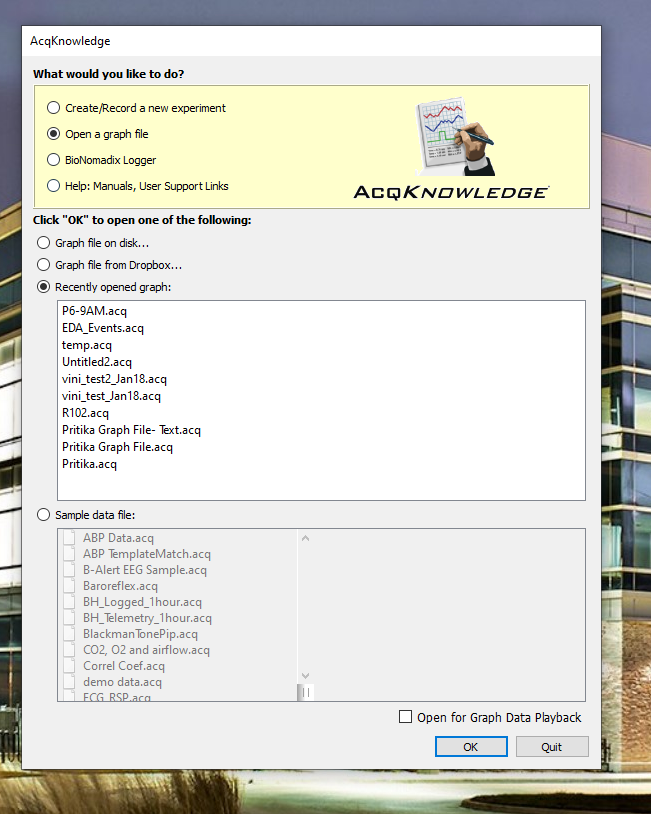 AcqKnowledge
What would you like to do?
Create/Record a new experiment
Open a graph file
BioNomadix Logger
Help: Manuals, User Support Links
ACQKNOWLEDGE
Click "OK" to open one of the following:
Graph file on disk...
Graph file from Dropbox...
Recently opened graph:
P6-9AM.acq
EDA_Events.acq
temp.acq
Untitled2.acq
vini_test2_Jan18.acq
vini_test_Jan18.acq
R102.acq
Pritika Graph File- Text.acq
Pritika Graph File.acq
Pritika.acq
Sample data file:
ABP Data.acq
ABP TemplateMatch.acq
B-Alert EEG Sample.acq
Baroreflex.acq
BH_Logged_1hour.acq
BH_Telemetry_1hour.acq
BlackmanTonePip.acq
CO2, O2 and airflow.acq
Correl Coef.acq
demo data.acq
ECG_RSP.acq
Open for Graph Data Playback
OK
Quit